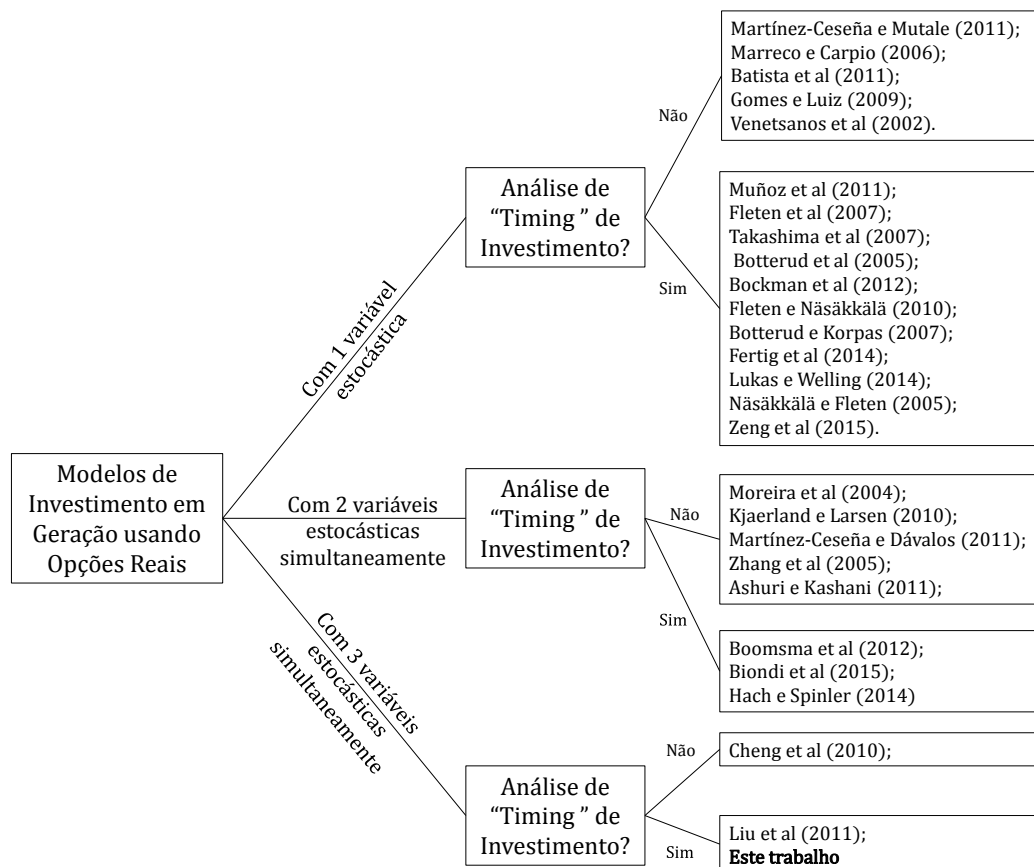 Martínez-Ceseña e Mutale (2011);
Marreco e Carpio (2006);
Batista et al (2011);
Gomes e Luiz (2009);
Venetsanos et al (2002).
Não
Análise de
“Timing ” de
Investimento?
Sim
Muñoz et al (2011);
Fleten et al (2007);
Takashima et al (2007);
Botterud et al (2005);
Bockman et al (2012);
Fleten e Näsäkkälä (2010);
Botterud e Korpas (2007);
Fertig et al (2014);
Lukas e Welling (2014);
Näsäkkälä e Fleten (2005);
Zeng et al (2015).
Com 1 variável
estocástica
Modelos de
Investimento em
Geração usando
Opções Reais
Com 2 variáveis
estocásticas
simultaneamente
Análise de
“Timing ” de
Investimento?
Não
Moreira et al (2004);
Kjaerland e Larsen (2010);
Martínez-Ceseña e Dávalos (2011);
Zhang et al (2005);
Ashuri e Kashani (2011);
Sim
Boomsma et al (2012);
Biondi et al (2015);
Hach e Spinler (2014)
Com 3 variáveis
estocásticas
simultaneamente
Análise de
“Timing ” de
Investimento?
Não
Cheng et al (2010);
Sim
Liu et al (2011);
Este trabalho